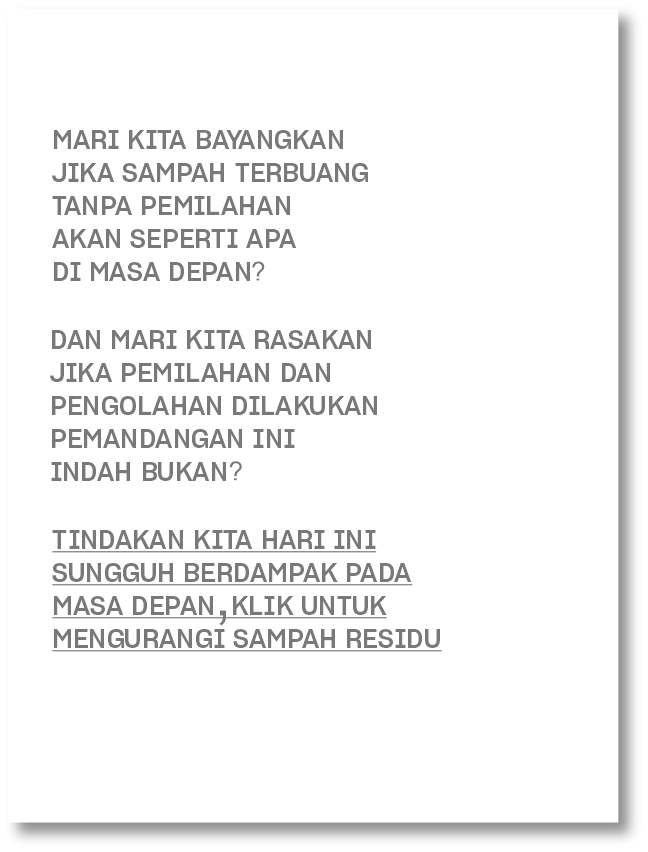 MARI KITA BAYANGKAN
JIKA SAMPAH TERBUANG
TANPA PEMILAHAN
AKAN SEPERTI APA
DI MASA DEPAN?
DAN MARI KITA RASAKAN
JIKA PEMILAHAN DAN
PENGOLAHAN DILAKUKAN
PEMANDANGAN INI
INDAH BUKAN?
TINDAKAN KITA HARI INI
SUNGGUH BERDAMPAK PADA
MASA DEPAN,KLIK UNTUK
MENGURANGI SAMPAH RESIDU